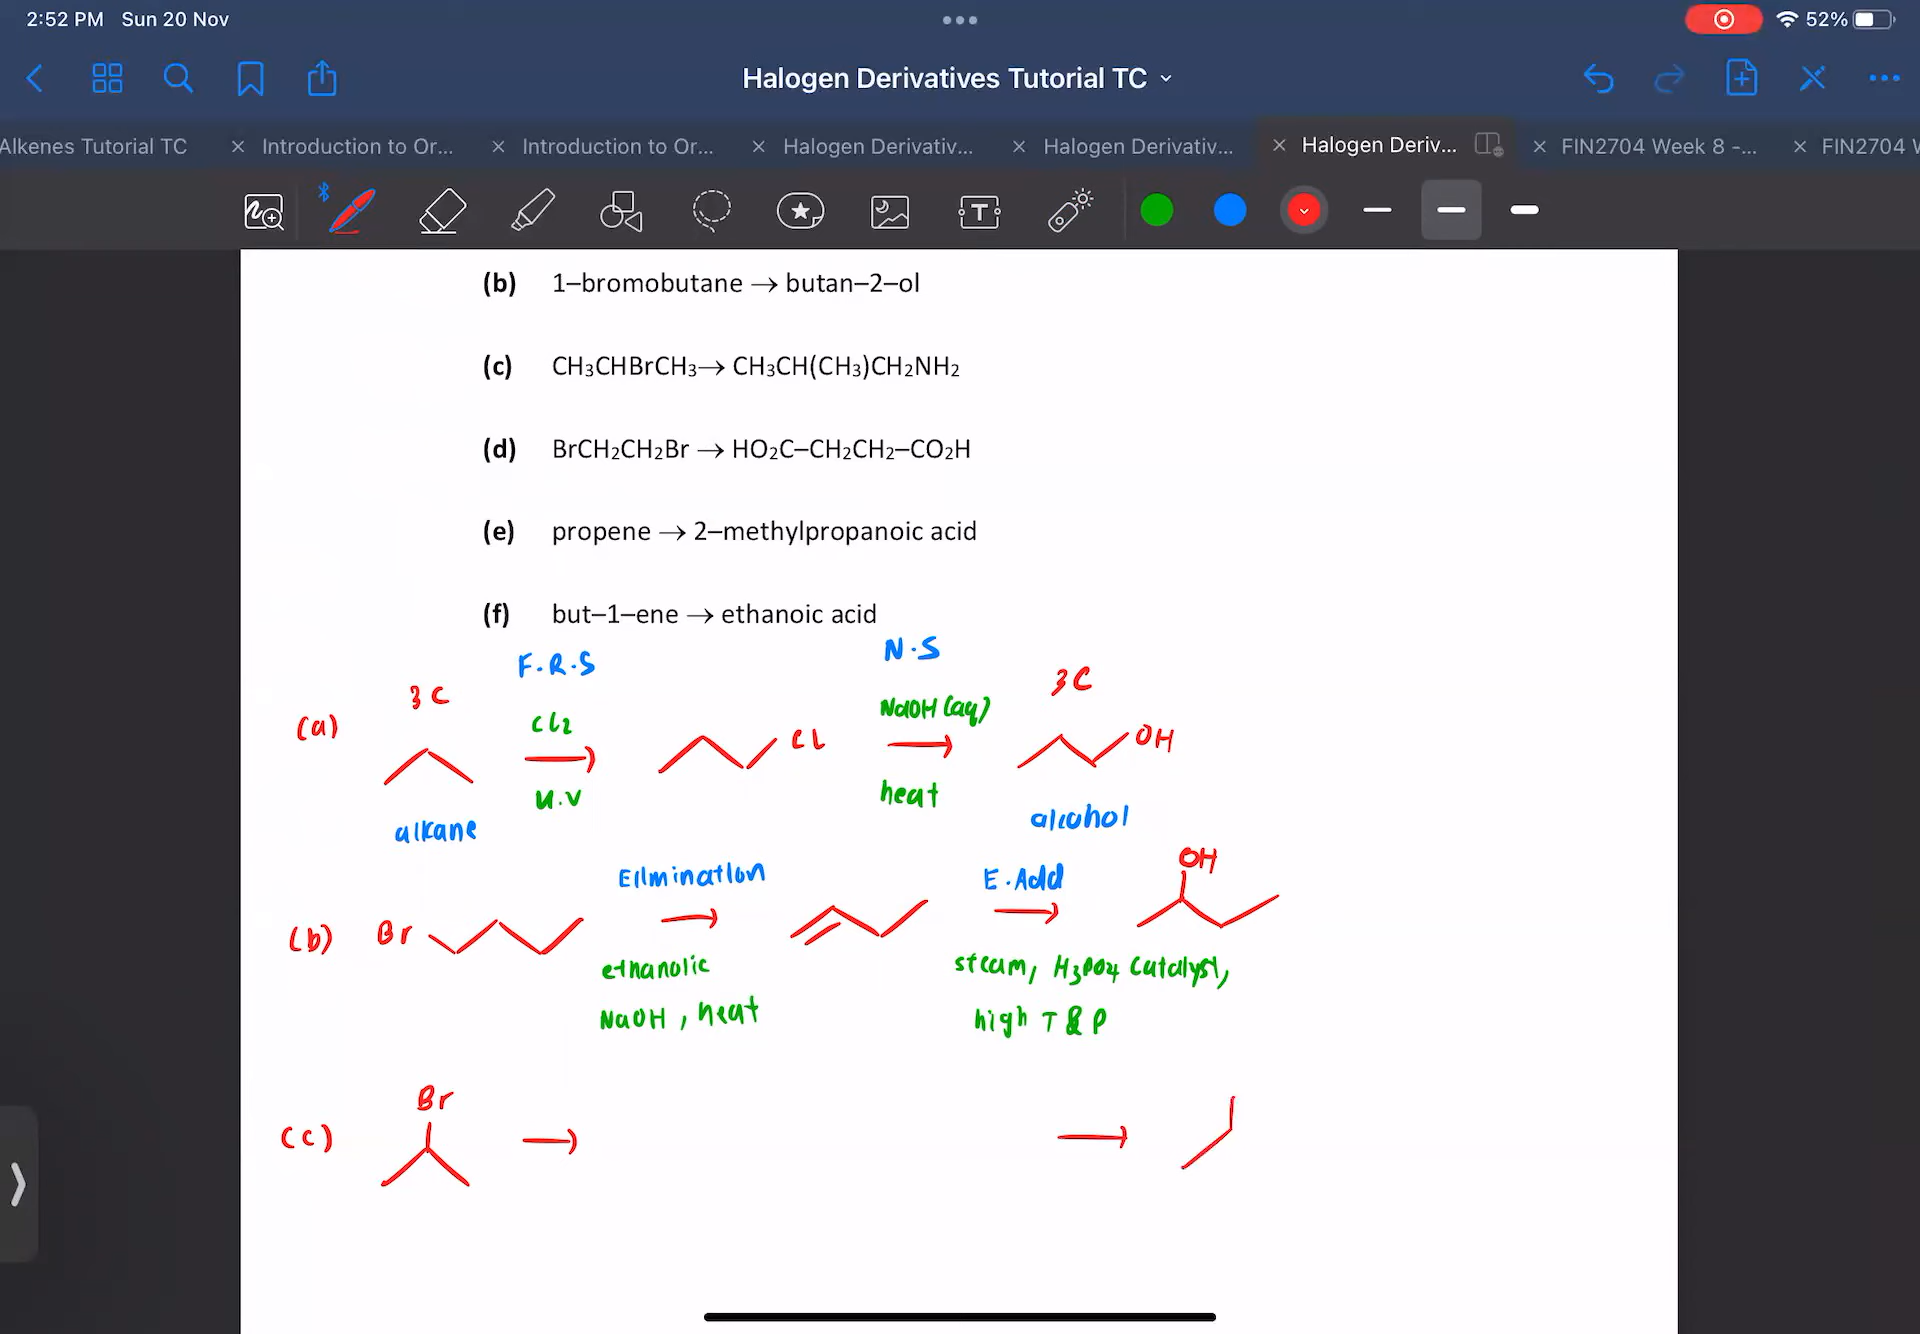 2:52 PM Sun 20 Nov
52%
Halogen Derivatives Tutorial TC
Alkenes Tutorial TC
Introduction to Or...
Introduction to Or...
Halogen Derivativ...
Halogen Derivativ...
Halogen Deriv...
FIN2704 Week 8 -...
FIN2704 W
(b) 1–bromobutane → butan–2–ol
(c) CH₃CHBrCH₃→ CH₃CH(CH₃)CH₂NH₂
(d) BrCH₂CH₂Br → HO₂C–CH₂CH₂–CO₂H
(e) propene → 2–methylpropanoic acid
(f) but–1–ene → ethanoic acid
F.R.S
N.S
3C
3C
(a)
Cl₂
NaOH (aq)
Cl
OH
U.V
heat
alkane
alcohol
OH
Elimination
E.Add
(b) Br
ethanolic
steam, H₃PO₄ catalyst,
NaOH, heat
high T & P
Br
(c)